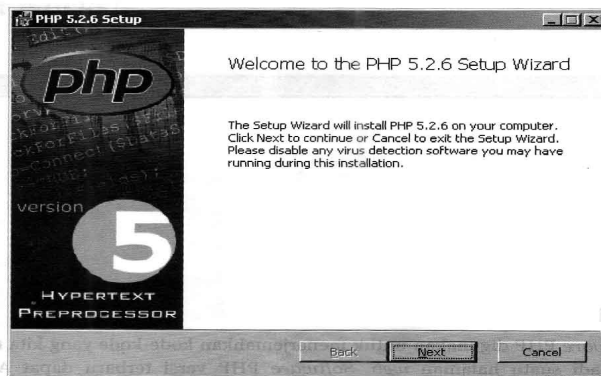 PHP 5.2.6 Setup
Edit()
php
Welcome to the PHP 5.2.6 Setup Wizard
The Setup Wizard will install PHP 5.2.6 on your computer.
Click Next to continue or Cancel to exit the Setup Wizard.
Please disable any virus detection software you may have
running during this installation.
version
5
HYPERTEXT
PREPROCESSOR
Back
Next
Cancel